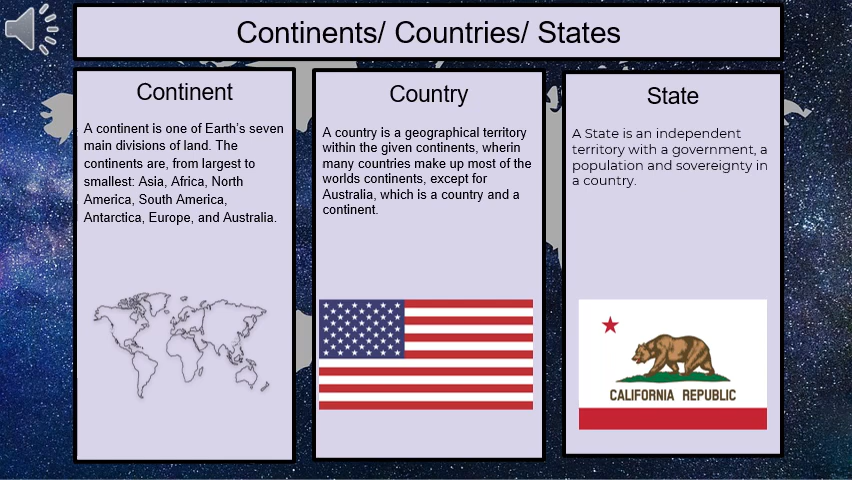 Continents/ Countries/ States
Continent
A continent is one of Earth's seven
main divisions of land. The
continents are, from largest to
smallest: Asia, Africa, North
America, South America,
Antarctica, Europe, and Australia.
Country
A country is a geographical territory
within the given continents, wherin
many countries make up most of the
worlds continents, except for
Australia, which is a country and a
continent.
State
A State is an independent
territory with a government, a
population and sovereignty in
a country.
CALIFORNIA REPUBLIC